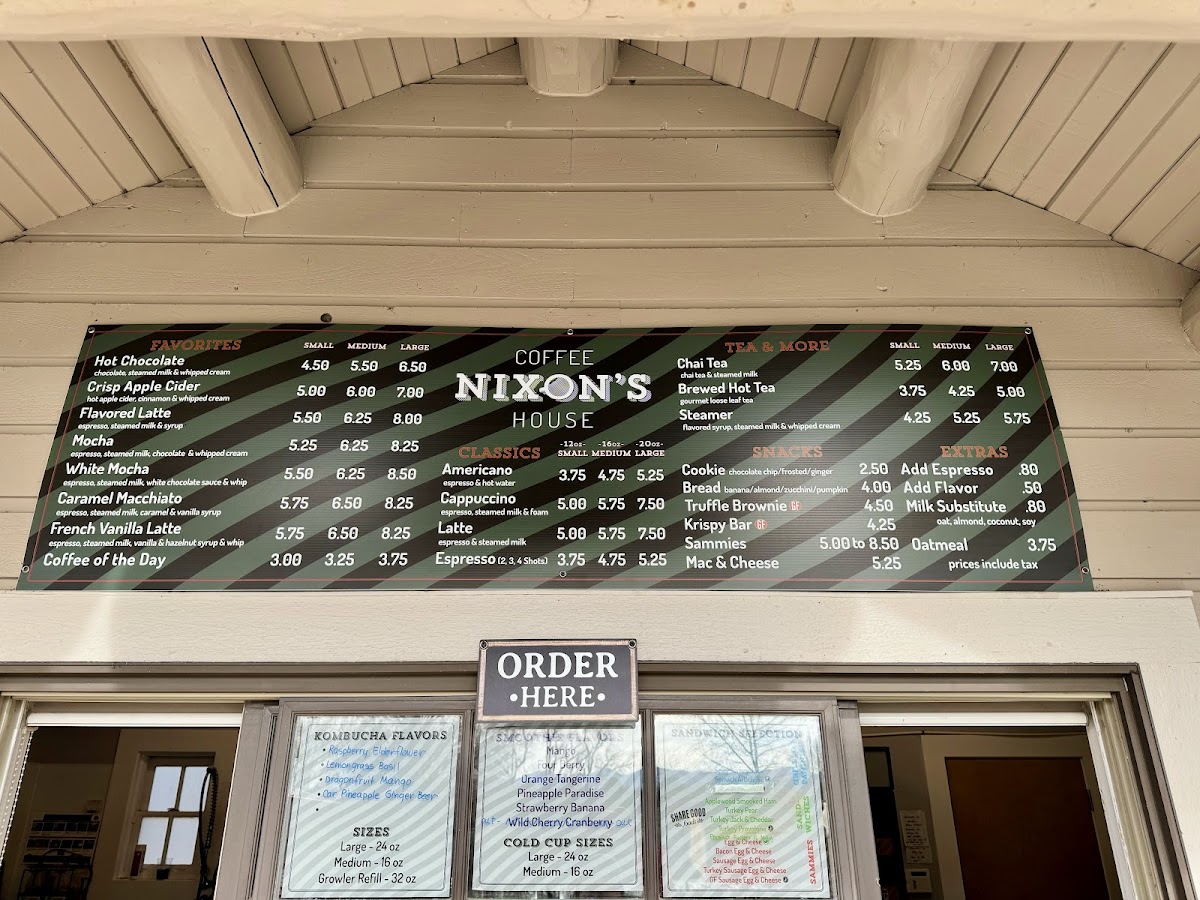 FAVORITES SMALL MEDIUM LARGE
Hot Chocolate 4.50 5.50 6.50
chocolate, steamed milk & whipped cream
Crisp Apple Cider 5.00 6.00 7.00
hot apple cider, cinnamon & whipped cream
Flavored Latte 5.50 6.25 8.00
espresso, steamed milk & syrup
Mocha 5.25 6.25 8.25
espresso, steamed milk, chocolate & whipped cream
White Mocha 5.50 6.25 8.50
espresso, steamed milk, white chocolate sauce & whip
Caramel Macchiato 5.75 6.50 8.25
espresso, steamed milk, caramel & vanilla syrup
French Vanilla Latte 5.75 6.50 8.25
espresso, steamed milk, vanilla & hazelnut syrup & whip
Coffee of the Day 3.00 3.25 3.75
COFFEE
NIXON'S
HOUSE
CLASSICS
-12oz- -16oz- -20oz-
SMALL MEDIUM LARGE
Americano 3.75 4.75 5.25
espresso & hot water
Cappuccino 5.00 5.75 7.50
espresso, steamed milk & foam
Latte 5.00 5.75 7.50
espresso & steamed milk
Espresso (2, 3, 4 Shots) 3.75 4.75 5.25
TEA & MORE SMALL MEDIUM LARGE
Chai Tea 5.25 6.00 7.00
chai tea & steamed milk
Brewed Hot Tea 3.75 4.25 5.00
gourmet loose leaf tea
Steamer 4.25 5.25 5.75
flavored syrup, steamed milk & whipped cream
SNACKS
Cookie chocolate chip/frosted/ginger 2.50
Bread banana/almond/zucchini/pumpkin 4.00
Truffle Brownie GF 4.50
Krispy Bar GF 4.25
Sammies 5.00 to 8.50
Mac & Cheese 5.25
EXTRAS
Add Espresso .80
Add Flavor .50
Milk Substitute .80
oat, almond, coconut, soy
Oatmeal 3.75
prices include tax
ORDER
•HERE•
KOMBUCHA FLAVORS
• Raspberry Elderflower
• Lemongrass Basil
• Dragonfruit Mango
• Pineapple Ginger Beer
•
SIZES
Large - 24 oz
Medium - 16 oz
Growler Refill - 32 oz
SMOOTHIE FLAVORS
Mango
Four Berry
Orange Tangerine
Pineapple Paradise
Strawberry Banana
Wild Cherry Cranberry
COLD CUP SIZES
Large - 24 oz
Medium - 16 oz
SANDWICH SELECTION
SHARE GOOD
Applewood Smoked Ham
Turkey Pear
Turkey Jack & Cheddar
Turkey Provolone
Egg & Cheese
Bacon Egg & Cheese
Sausage Egg & Cheese
Turkey Sausage Egg & Cheese
GF Sausage Egg & Cheese
SAND
WICHES
SAMMIES